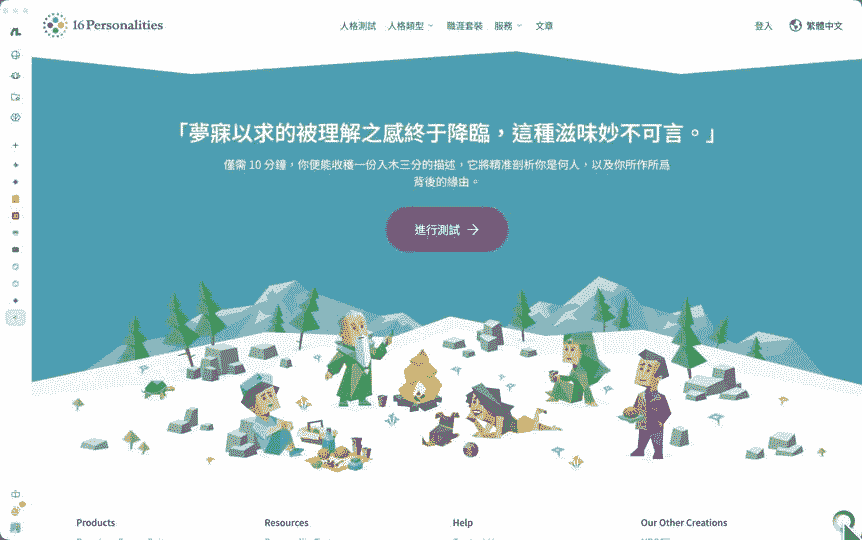 16Personalities
人格測試 人格類型 職涯套裝 服務 文章
登入 繁體中文
「夢寐以求的被理解之感終于降臨，這種滋味妙不可言。」
僅需 10 分鐘，你便能收穫一份入木三分的描述，它將精准剖析你是何人，以及你所作所爲
背後的緣由。
進行測試 →
Products Resources Help Our Other Creations